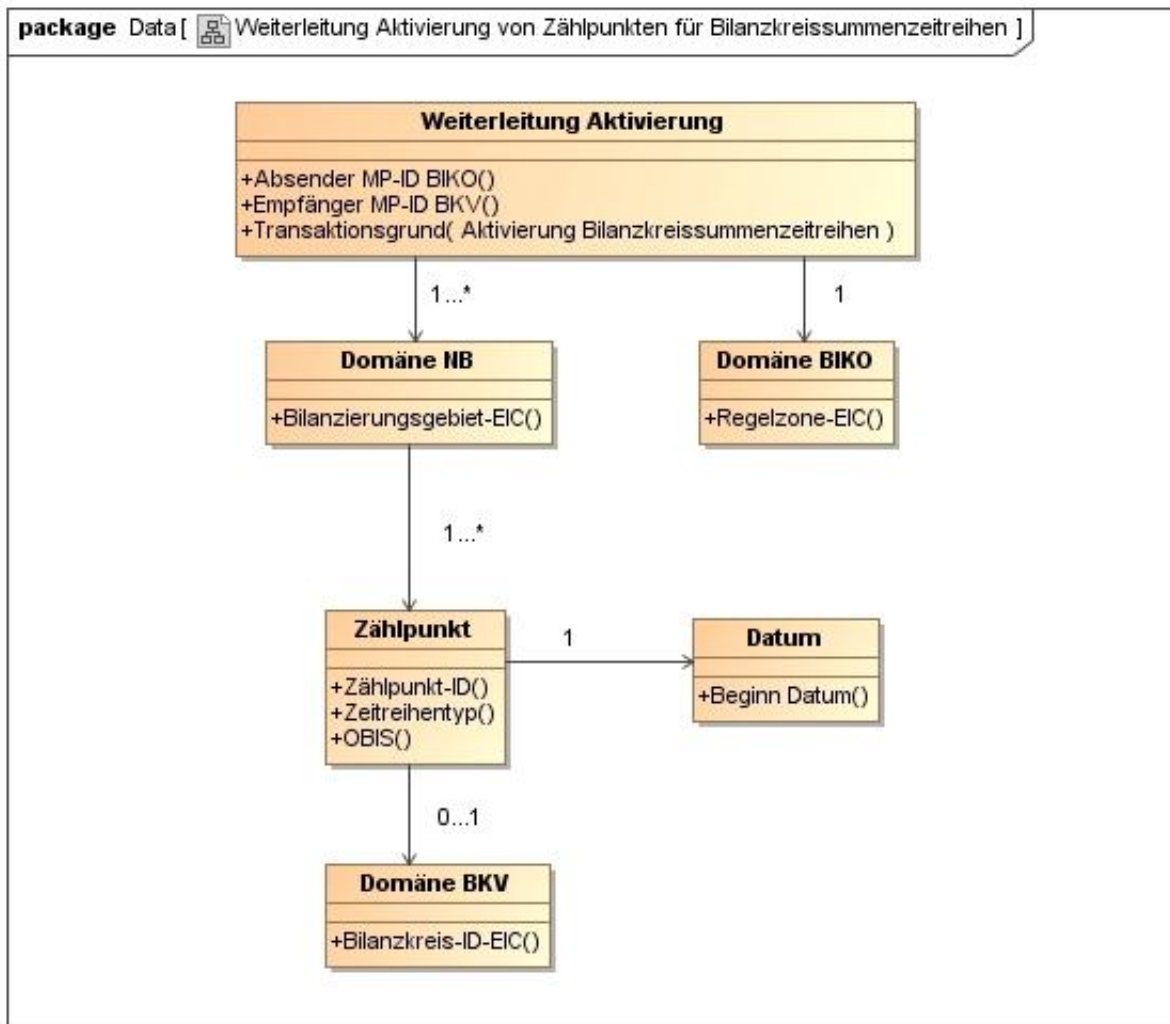 package Data [ Weiterleitung Aktivierung von Zählpunkten für Bilanzkreissummenzeitreihen ]
Weiterleitung Aktivierung
+Absender MP-ID BIKO()
+Empfänger MP-ID BKV()
+Transaktionsgrund( Aktivierung Bilanzkreissummenzeitreihen )
1...*
1
Domäne NB
+Bilanzierungsgebiet-EIC()
Domäne BIKO
+Regelzone-EIC()
1...*
Zählpunkt
+Zählpunkt-ID()
+Zeitreihentyp()
+OBIS()
1
Datum
+Beginn Datum()
0...1
Domäne BKV
+Bilanzkreis-ID-EIC()